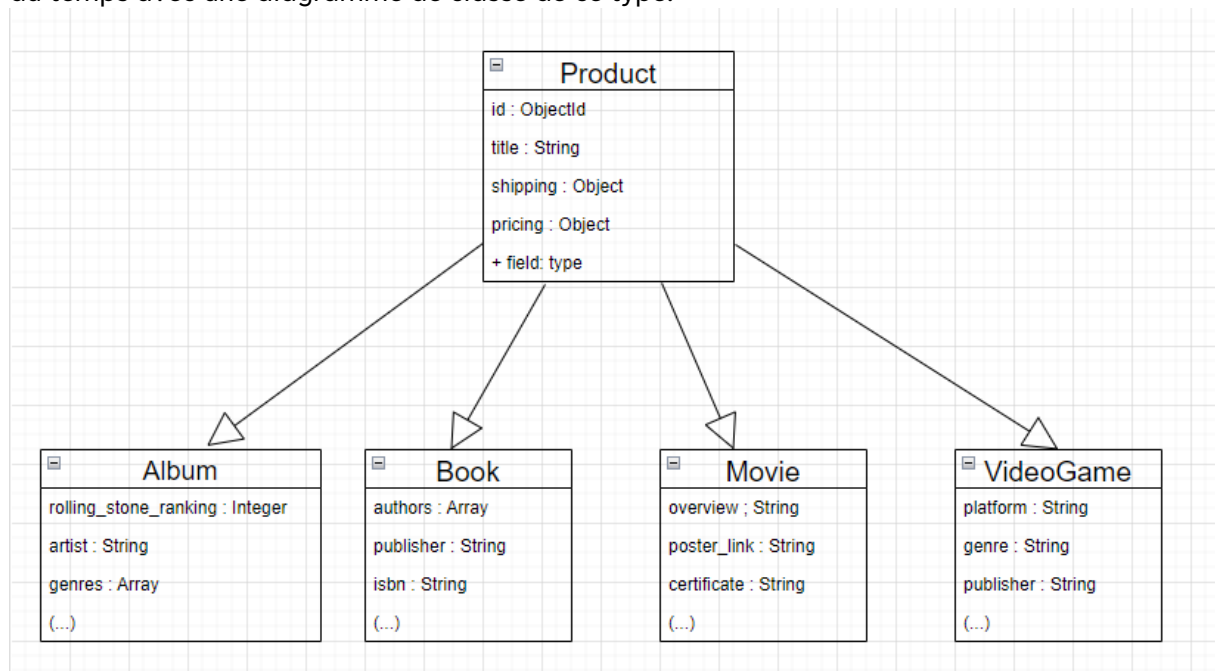 du temps avec une diagramme de classe de ce type.
Product
id : ObjectId
title : String
shipping : Object
pricing : Object
+ field: type
Album
rolling_stone_ranking : Integer
artist : String
genres : Array
(...)
Book
authors : Array
publisher : String
isbn : String
(...)
Movie
overview ; String
poster_link : String
certificate : String
(...)
VideoGame
platform : String
genre : String
publisher : String
(...)